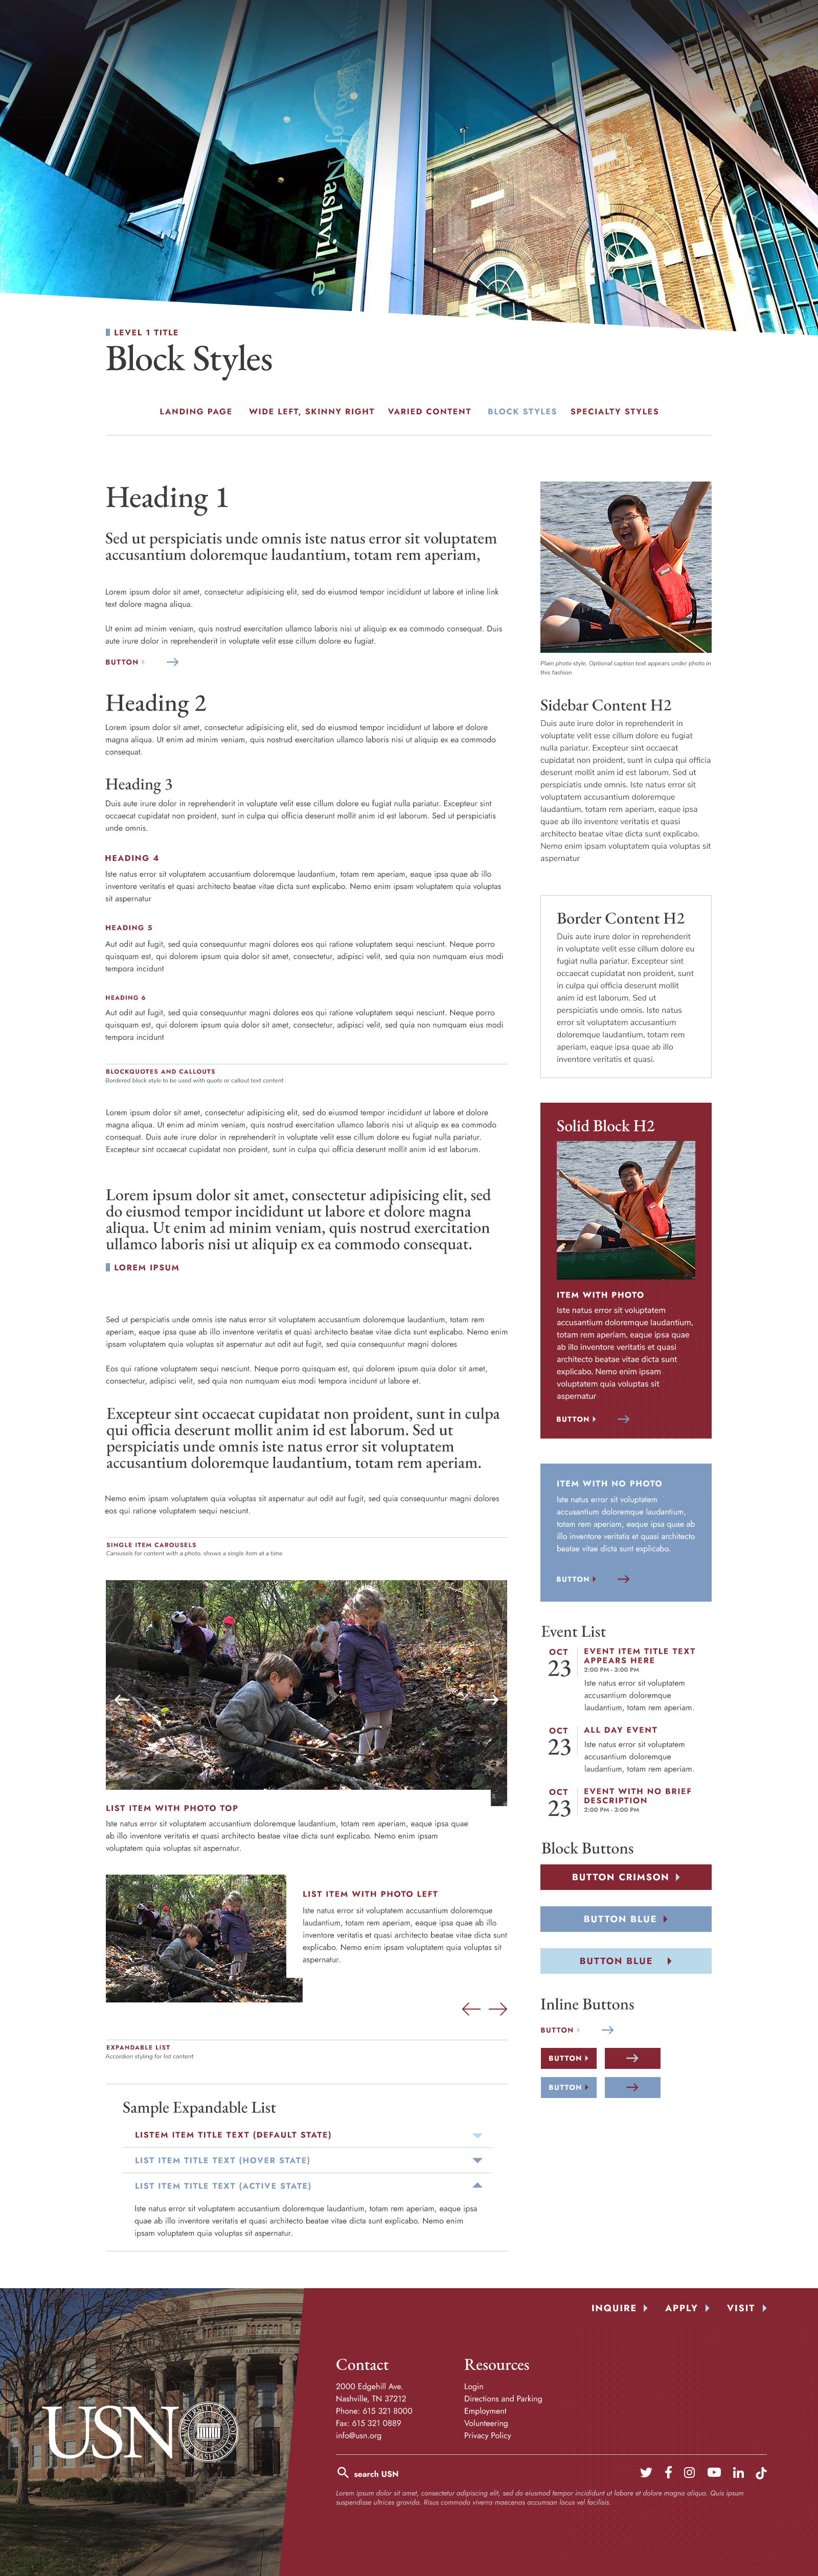 Nashville
LEVEL 1 TITLE
Block Styles
LANDING PAGE WIDE LEFT, SKINNY RIGHT VARIED CONTENT BLOCK STYLES SPECIALTY STYLES
Heading 1
Sed ut perspiciatis unde omnis iste natus error sit voluptatem
accusantium doloremque laudantium, totam rem aperiam,
Lorem ipsum dolor sit amet, consectetur adipisicing elit, sed do eiusmod tempor incididunt ut labore et inline link
text dolore magna aliqua.
Ut enim ad minim veniam, quis nostrud exercitation ullamco laboris nisi ut aliquip ex ea commodo consequat. Duis
aute irure dolor in reprehenderit in voluptate velit esse cillum dolore eu fugiat.
BUTTON
Heading 2
Lorem ipsum dolor sit amet, consectetur adipisicing elit, sed do eiusmod tempor incididunt ut labore et dolore
magna aliqua. Ut enim ad minim veniam, quis nostrud exercitation ullamco laboris nisi ut aliquip ex ea commodo
consequat.
Heading 3
Duis aute irure dolor in reprehenderit in voluptate velit esse cillum dolore eu fugiat nulla pariatur. Excepteur sint
occaecat cupidatat non proident, sunt in culpa qui officia deserunt mollit anim id est laborum. Sed ut perspiciatis
unde omnis.
HEADING 4
Iste natus error sit voluptatem accusantium doloremque laudantium, totam rem aperiam, eaque ipsa quae ab illo
inventore veritatis et quasi architecto beatae vitae dicta sunt explicabo. Nemo enim ipsam voluptatem quia voluptas
sit aspernatur
HEADING 5
Aut odit aut fugit, sed quia consequuntur magni dolores eos qui ratione voluptatem sequi nesciunt. Neque porro
quisquam est, qui dolorem ipsum quia dolor sit amet, consectetur, adipisci velit, sed quia non numquam eius modi
tempora incidunt
HEADING 6
Aut odit aut fugit, sed quia consequuntur magni dolores eos qui ratione voluptatem sequi nesciunt. Neque porro
quisquam est, qui dolorem ipsum quia dolor sit amet, consectetur, adipisci velit, sed quia non numquam eius modi
tempora incidunt
BLOCKQUOTES AND CALLOUTS
Bordered block style to be used with quote or callout text content
Lorem ipsum dolor sit amet, consectetur adipisicing elit, sed do eiusmod tempor incididunt ut labore et dolore
magna aliqua. Ut enim ad minim veniam, quis nostrud exercitation ullamco laboris nisi ut aliquip ex ea commodo
consequat. Duis aute irure dolor in reprehenderit in voluptate velit esse cillum dolore eu fugiat nulla pariatur.
Excepteur sint occaecat cupidatat non proident, sunt in culpa qui officia deserunt mollit anim id est laborum.
Lorem ipsum dolor sit amet, consectetur adipisicing elit, sed
do eiusmod tempor incididunt ut labore et dolore magna
aliqua. Ut enim ad minim veniam, quis nostrud exercitation
ullamco laboris nisi ut aliquip ex ea commodo consequat.
LOREM IPSUM
Sed ut perspiciatis unde omnis iste natus error sit voluptatem accusantium doloremque laudantium, totam rem
aperiam, eaque ipsa quae ab illo inventore veritatis et quasi architecto beatae vitae dicta sunt explicabo. Nemo enim
ipsam voluptatem quia voluptas sit aspernatur aut odit aut fugit, sed quia consequuntur magni dolores
Eos qui ratione voluptatem sequi nesciunt. Neque porro quisquam est, qui dolorem ipsum quia dolor sit amet,
consectetur, adipisci velit, sed quia non numquam eius modi tempora incidunt ut labore et.
Excepteur sint occaecat cupidatat non proident, sunt in culpa
qui officia deserunt mollit anim id est laborum. Sed ut
perspiciatis unde omnis iste natus error sit voluptatem
accusantium doloremque laudantium, totam rem aperiam.
Nemo enim ipsam voluptatem quia voluptas sit aspernatur aut odit aut fugit, sed quia consequuntur magni dolores
eos qui ratione voluptatem sequi nesciunt.
SINGLE ITEM CAROUSELS
Carousels for content with a photo. shows a single item at a time
LIST ITEM WITH PHOTO TOP
Iste natus error sit voluptatem accusantium doloremque laudantium, totam rem aperiam, eaque ipsa quae
ab illo inventore veritatis et quasi architecto beatae vitae dicta sunt explicabo. Nemo enim ipsam
voluptatem quia voluptas sit aspernatur.
LIST ITEM WITH PHOTO LEFT
Iste natus error sit voluptatem accusantium doloremque
laudantium, totam rem aperiam, eaque ipsa quae ab illo
inventore veritatis et quasi architecto beatae vitae dicta sunt
explicabo. Nemo enim ipsam voluptatem quia voluptas sit
aspernatur.
EXPANDABLE LIST
Accordion styling for list content
Sample Expandable List
LISTEM ITEM TITLE TEXT (DEFAULT STATE)
LIST ITEM TITLE TEXT (HOVER STATE)
LIST ITEM TITLE TEXT (ACTIVE STATE)
Iste natus error sit voluptatem accusantium doloremque laudantium, totam rem aperiam, eaque ipsa
quae ab illo inventore veritatis et quasi architecto beatae vitae dicta sunt explicabo. Nemo enim
ipsam voluptatem quia voluptas sit aspernatur.
Plain photo style. Optional caption text appears under photo in
this fashion
Sidebar Content H2
Duis aute irure dolor in reprehenderit in
voluptate velit esse cillum dolore eu fugiat
nulla pariatur. Excepteur sint occaecat
cupidatat non proident, sunt in culpa qui officia
deserunt mollit anim id est laborum. Sed ut
perspiciatis unde omnis. Iste natus error sit
voluptatem accusantium doloremque
laudantium, totam rem aperiam, eaque ipsa
quae ab illo inventore veritatis et quasi
architecto beatae vitae dicta sunt explicabo.
Nemo enim ipsam voluptatem quia voluptas sit
aspernatur
Border Content H2
Duis aute irure dolor in reprehenderit
in voluptate velit esse cillum dolore eu
fugiat nulla pariatur. Excepteur sint
occaecat cupidatat non proident, sunt
in culpa qui officia deserunt mollit
anim id est laborum. Sed ut
perspiciatis unde omnis. Iste natus
error sit voluptatem accusantium
doloremque laudantium, totam rem
aperiam, eaque ipsa quae ab illo
inventore veritatis et quasi.
Solid Block H2
ITEM WITH PHOTO
Iste natus error sit voluptatem
accusantium doloremque laudantium,
totam rem aperiam, eaque ipsa quae
ab illo inventore veritatis et quasi
architecto beatae vitae dicta sunt
explicabo. Nemo enim ipsam
voluptatem quia voluptas sit
aspernatur
BUTTON
ITEM WITH NO PHOTO
Iste natus error sit voluptatem
accusantium doloremque laudantium,
totam rem aperiam, eaque ipsa quae ab
illo inventore veritatis et quasi architecto
beatae vitae dicta sunt explicabo.
BUTTON
Event List
OCT
23
EVENT ITEM TITLE TEXT
APPEARS HERE
2:00 PM - 3:00 PM
Iste natus error sit voluptatem
accusantium doloremque
laudantium, totam rem aperiam.
OCT
23
ALL DAY EVENT
Iste natus error sit voluptatem
accusantium doloremque
laudantium, totam rem aperiam.
OCT
23
EVENT WITH NO BRIEF
DESCRIPTION
2:00 PM - 3:00 PM
Block Buttons
BUTTON CRIMSON
BUTTON BLUE
BUTTON BLUE
Inline Buttons
BUTTON
BUTTON
BUTTON
INQUIRE APPLY VISIT
USN
Contact
2000 Edgehill Ave.
Nashville, TN 37212
Phone: 615 321 8000
Fax: 615 321 0889
info@usn.org
Resources
Login
Directions and Parking
Employment
Volunteering
Privacy Policy
search USN
Lorem ipsum dolor sit amet, consectetur adipiscing elit, sed do eiusmod tempor incididunt ut labore et dolore magna aliqua. Quis ipsum
suspendisse ultrices gravida. Risus commodo viverra maecenas accumsan lacus vel facilisis.